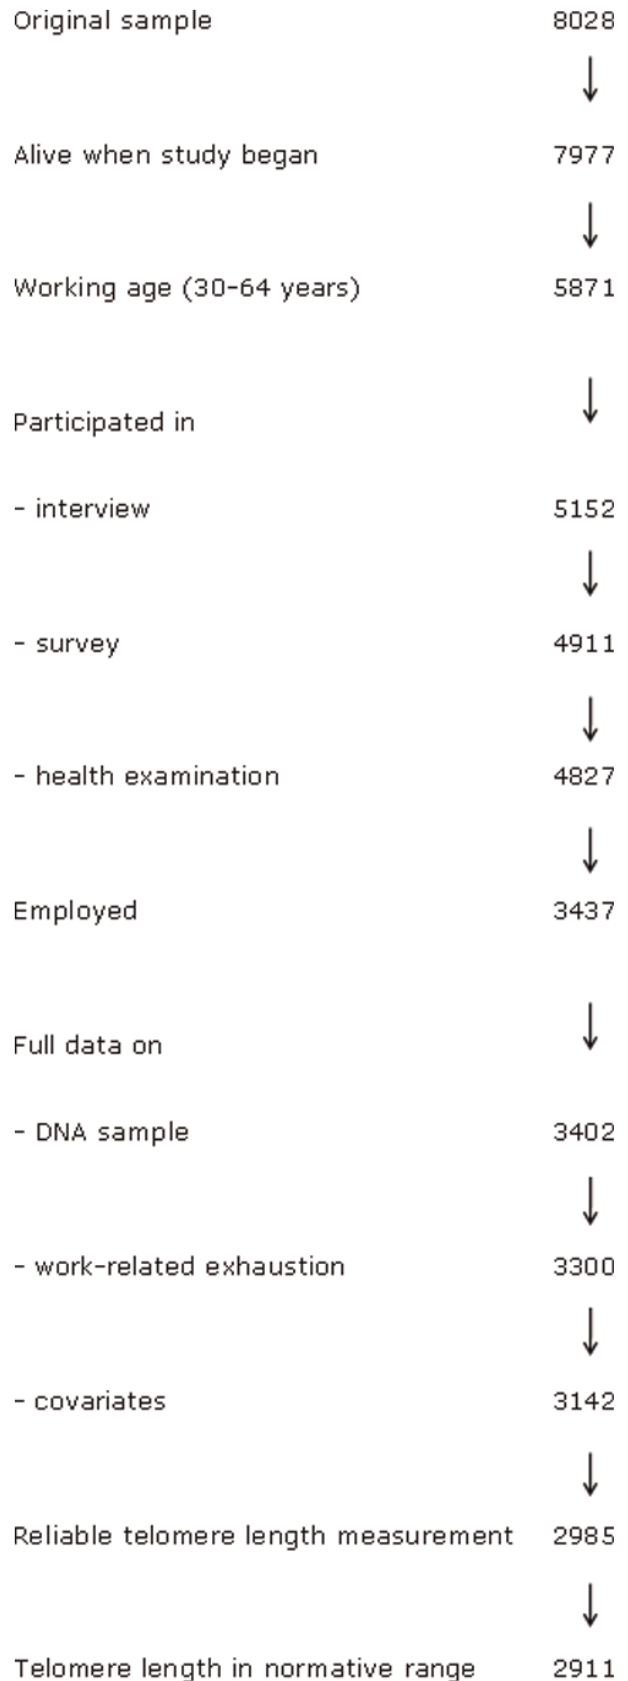 Original sample 8028
Alive when study began 7977
Working age (30-64 years) 5871
Participated in
- interview 5152
- survey 4911
- health examination 4827
Employed 3437
Full data on
- DNA sample 3402
- work-related exhaustion 3300
- covariates 3142
Reliable telomere length measurement 2985
Telomere length in normative range 2911